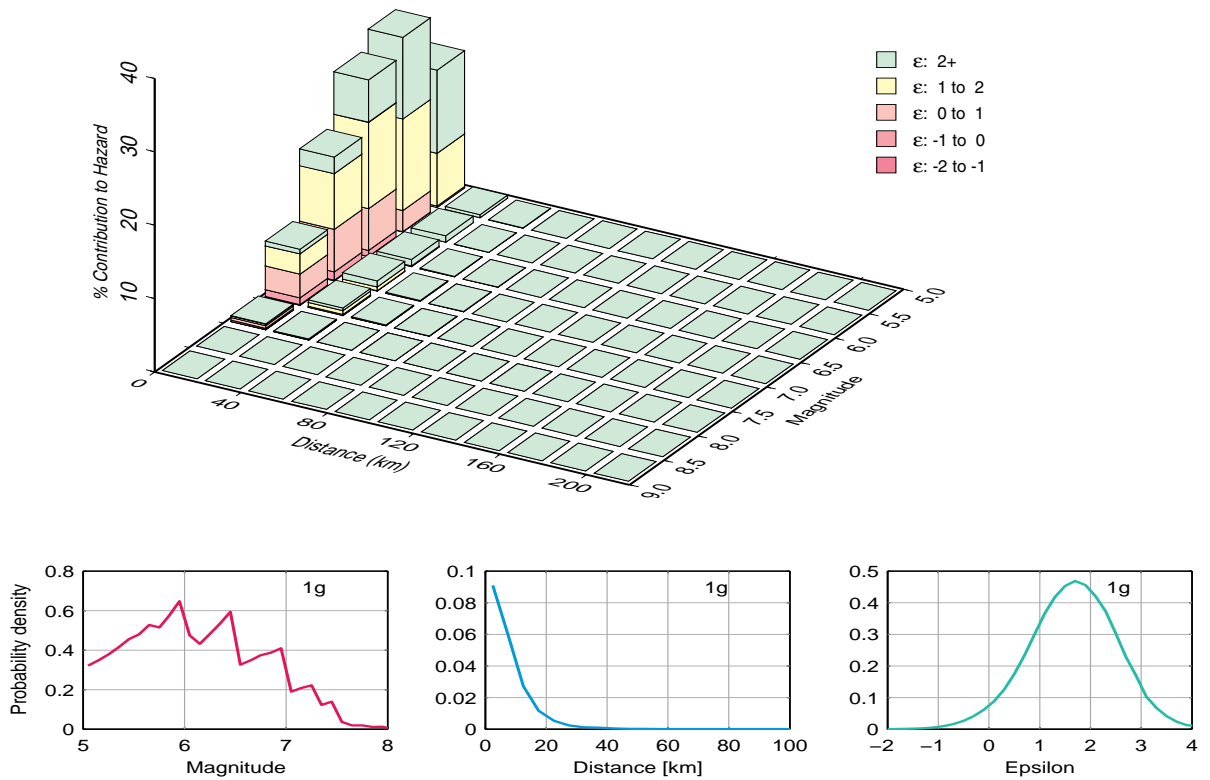 % Contribution to Hazard
40
30
20
10
0
40
80
120
160
200
Distance (km)
5.0
5.5
6.0
6.5
7.0
7.5
8.0
8.5
9.0
Magnitude
ε: 2+
ε: 1 to 2
ε: 0 to 1
ε: -1 to 0
ε: -2 to -1
Probability density
0.8
0.6
0.4
0.2
0
1g
5 6 7 8
Magnitude
0.1
0.08
0.06
0.04
0.02
0
1g
0 20 40 60 80 100
Distance [km]
0.5
0.4
0.3
0.2
0.1
0
1g
−2 −1 0 1 2 3 4
Epsilon